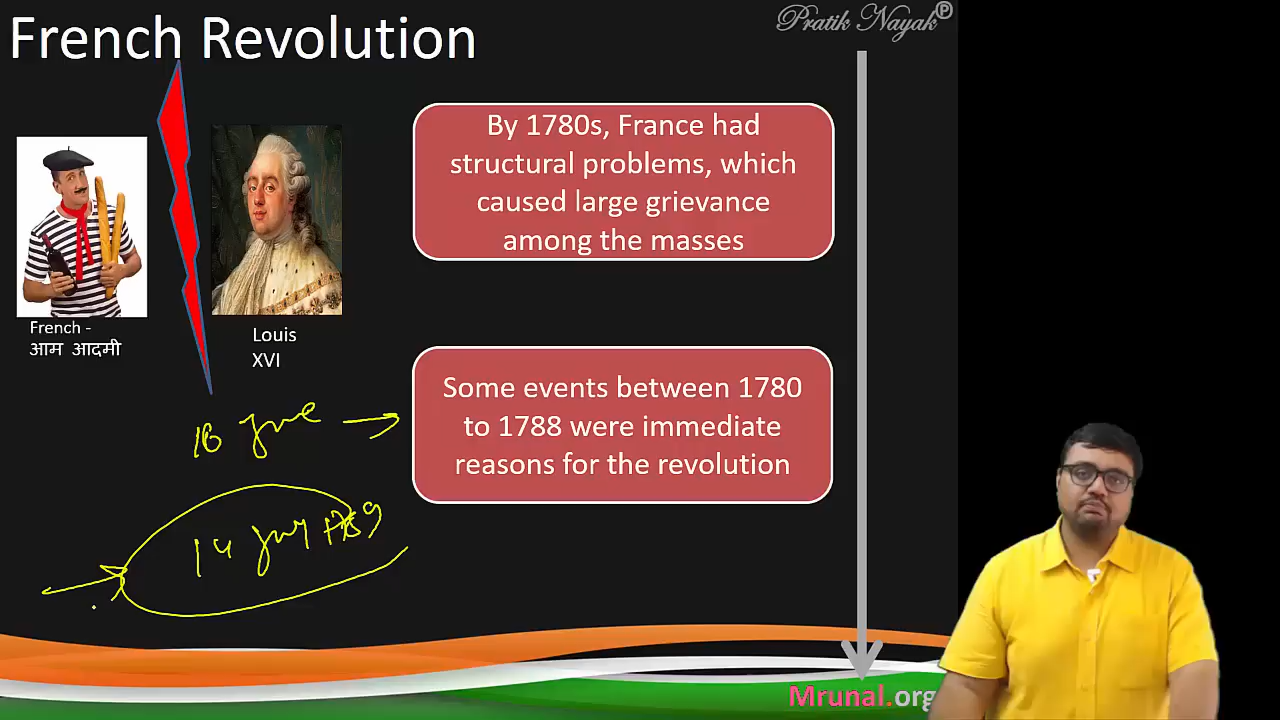 French Revolution
Pratik Nayak
P
By 1780s, France had
structural problems, which
caused large grievance
among the masses
French -
आम आदमी
Louis
XVI
Some events between 1780
to 1788 were immediate
reasons for the revolution
June
14 July 1789
Mrunal.org